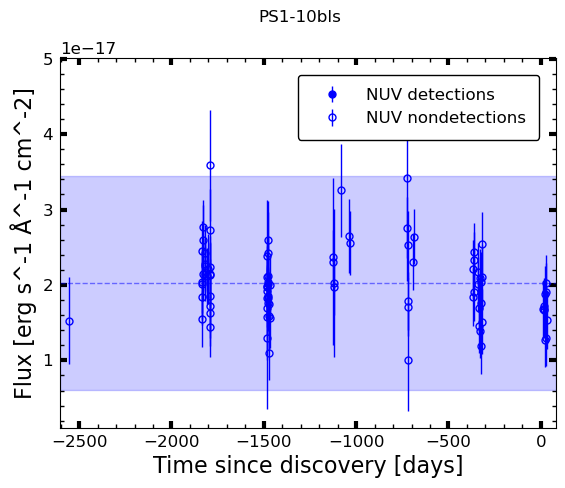 PS1-10bls
1e−17
5
4
3
2
1
NUV detections
NUV nondetections
Flux [erg s^-1 Å^-1 cm^-2]
−2500 −2000 −1500 −1000 −500 0
Time since discovery [days]